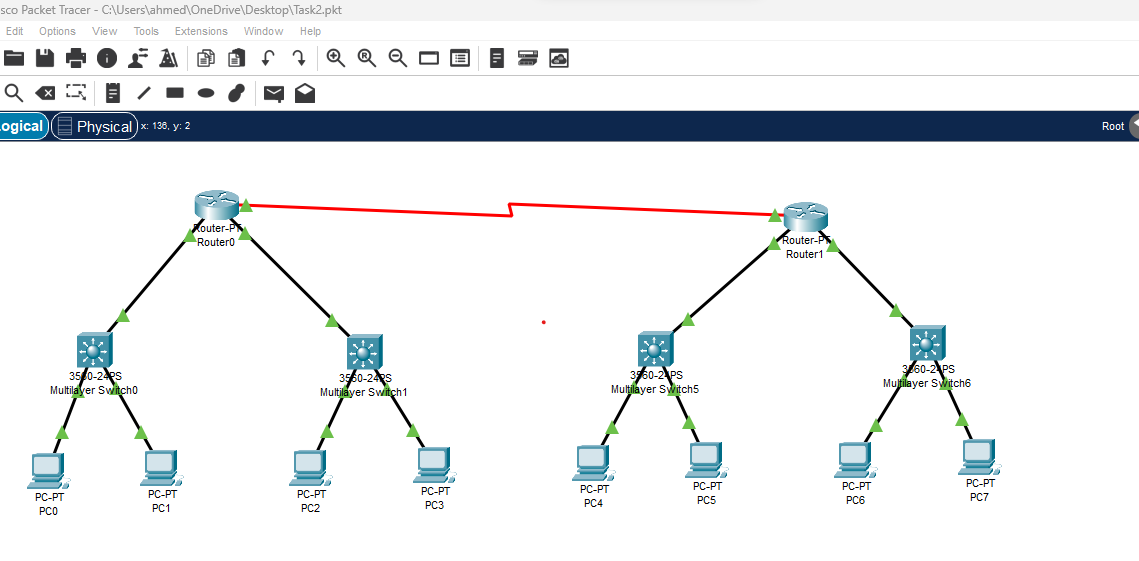 sco Packet Tracer - C:\Users\ahmed\OneDrive\Desktop\Task2.pkt
Edit Options View Tools Extensions Window Help
ogical Physical x: 136, y: 2 Root
Router-PT
Router0
Router-PT
Router1
3560-24PS
Multilayer Switch0
3560-24PS
Multilayer Switch1
3560-24PS
Multilayer Switch5
3560-24PS
Multilayer Switch6
PC-PT
PC0
PC-PT
PC1
PC-PT
PC2
PC-PT
PC3
PC-PT
PC4
PC-PT
PC5
PC-PT
PC6
PC-PT
PC7